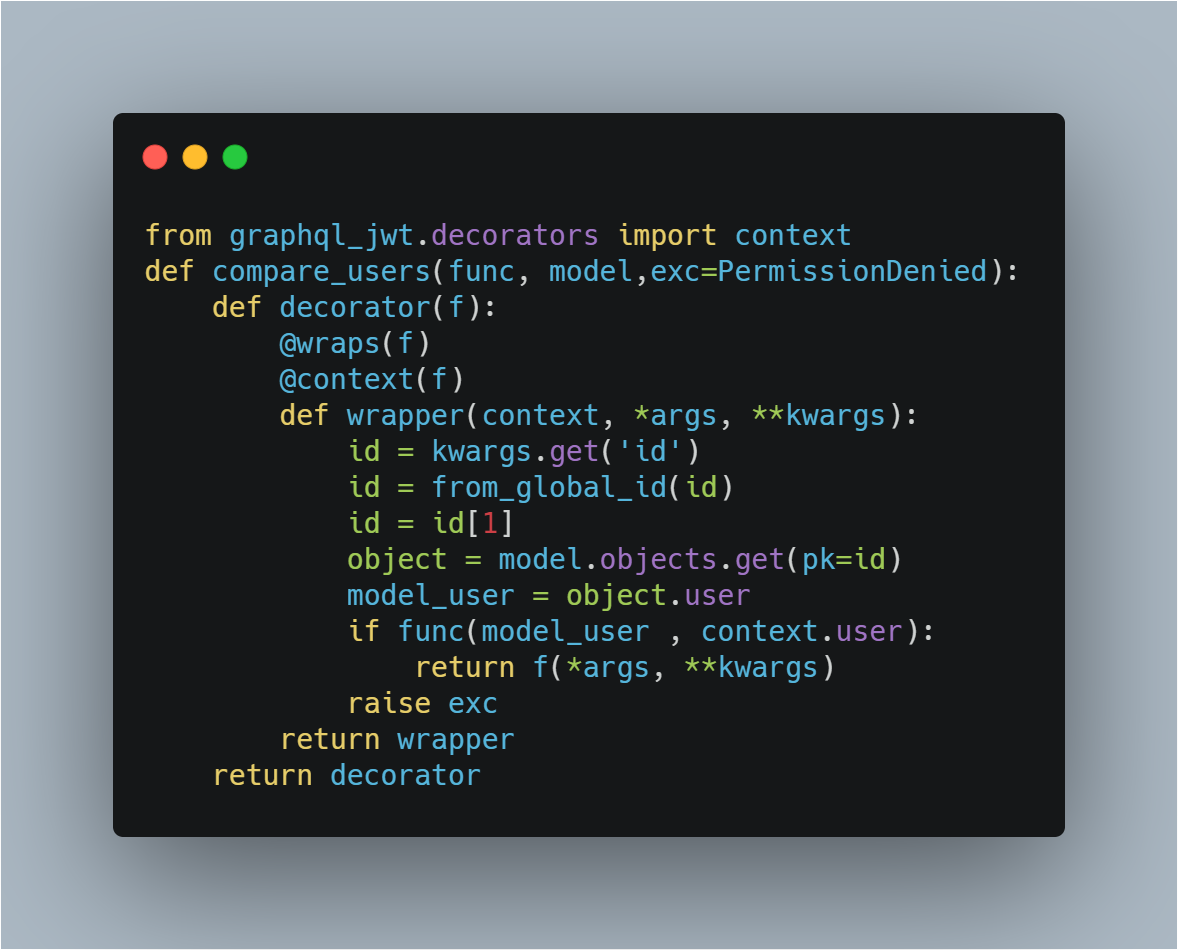 from graphql_jwt.decorators import context
def compare_users(func, model,exc=PermissionDenied):
    def decorator(f):
        @wraps(f)
        @context(f)
        def wrapper(context, *args, **kwargs):
            id = kwargs.get('id')
            id = from_global_id(id)
            id = id[1]
            object = model.objects.get(pk=id)
            model_user = object.user
            if func(model_user , context.user):
                return f(*args, **kwargs)
            raise exc
        return wrapper
    return decorator